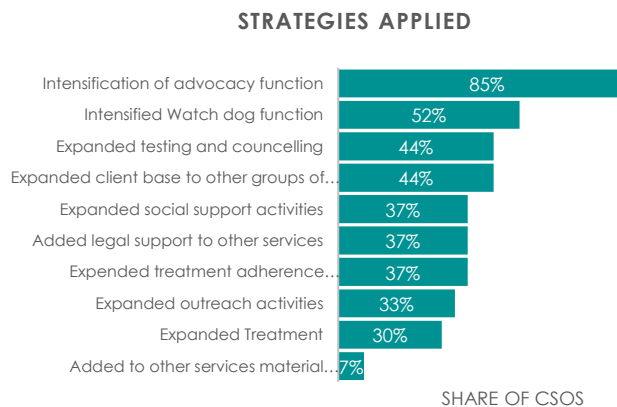 STRATEGIES APPLIED
Intensification of advocacy function 85%
Intensified Watch dog function 52%
Expanded testing and councelling 44%
Expanded client base to other groups of… 44%
Expanded social support activities 37%
Added legal support to other services 37%
Expended treatment adherence… 37%
Expanded outreach activities 33%
Expanded Treatment 30%
Added to other services material… 7%
SHARE OF CSOS